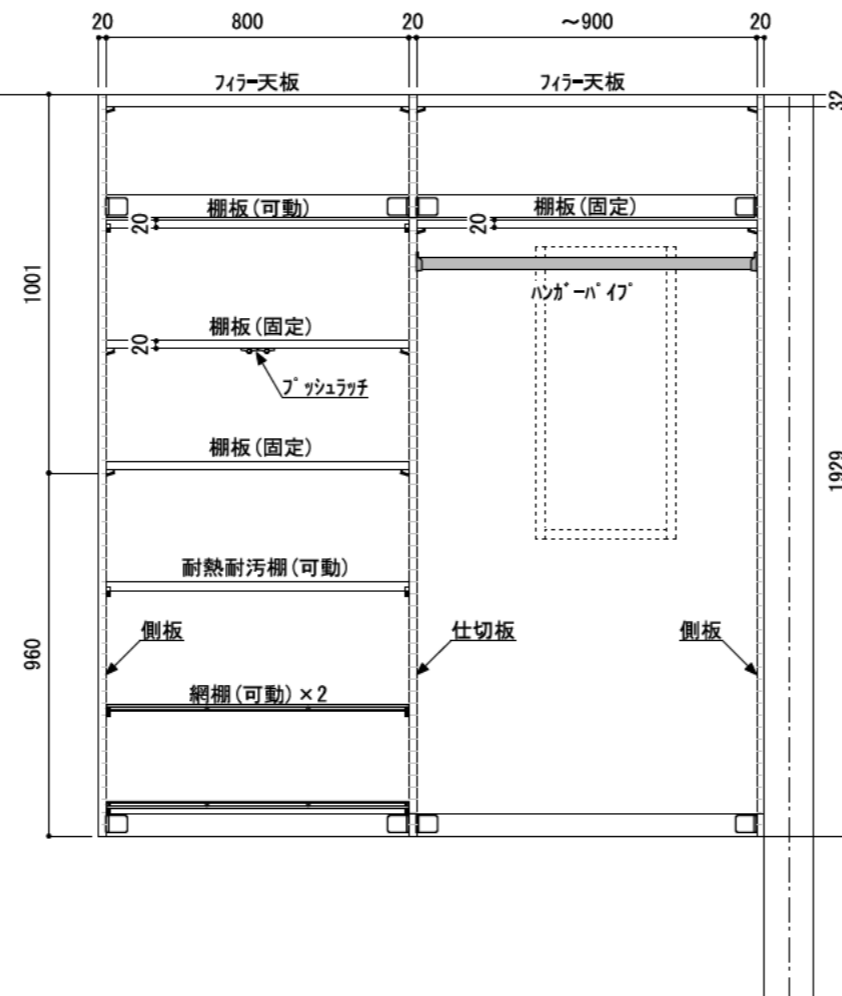 20 800 20 ～900 20
フィラー天板 フィラー天板
32
棚板(可動) 棚板(固定)
20 20
1001
ハンガーパイプ
棚板(固定)
20
プッシュラッチ
棚板(固定)
1929
耐熱耐汚棚(可動)
側板 仕切板 側板
960
網棚(可動)×2